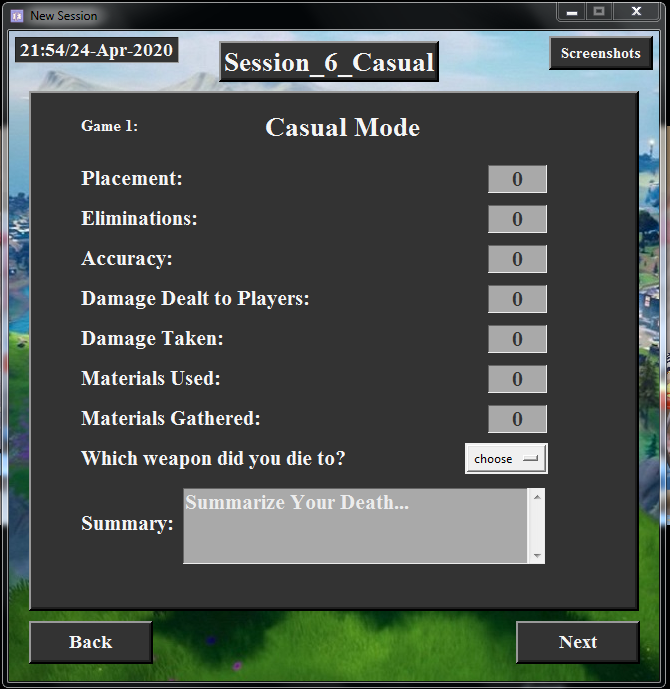 New Session
21:54/24-Apr-2020
Session_6_Casual
Screenshots
Game 1:
Casual Mode
Placement: 0
Eliminations: 0
Accuracy: 0
Damage Dealt to Players: 0
Damage Taken: 0
Materials Used: 0
Materials Gathered: 0
Which weapon did you die to? choose
Summary: Summarize Your Death...
Back
Next